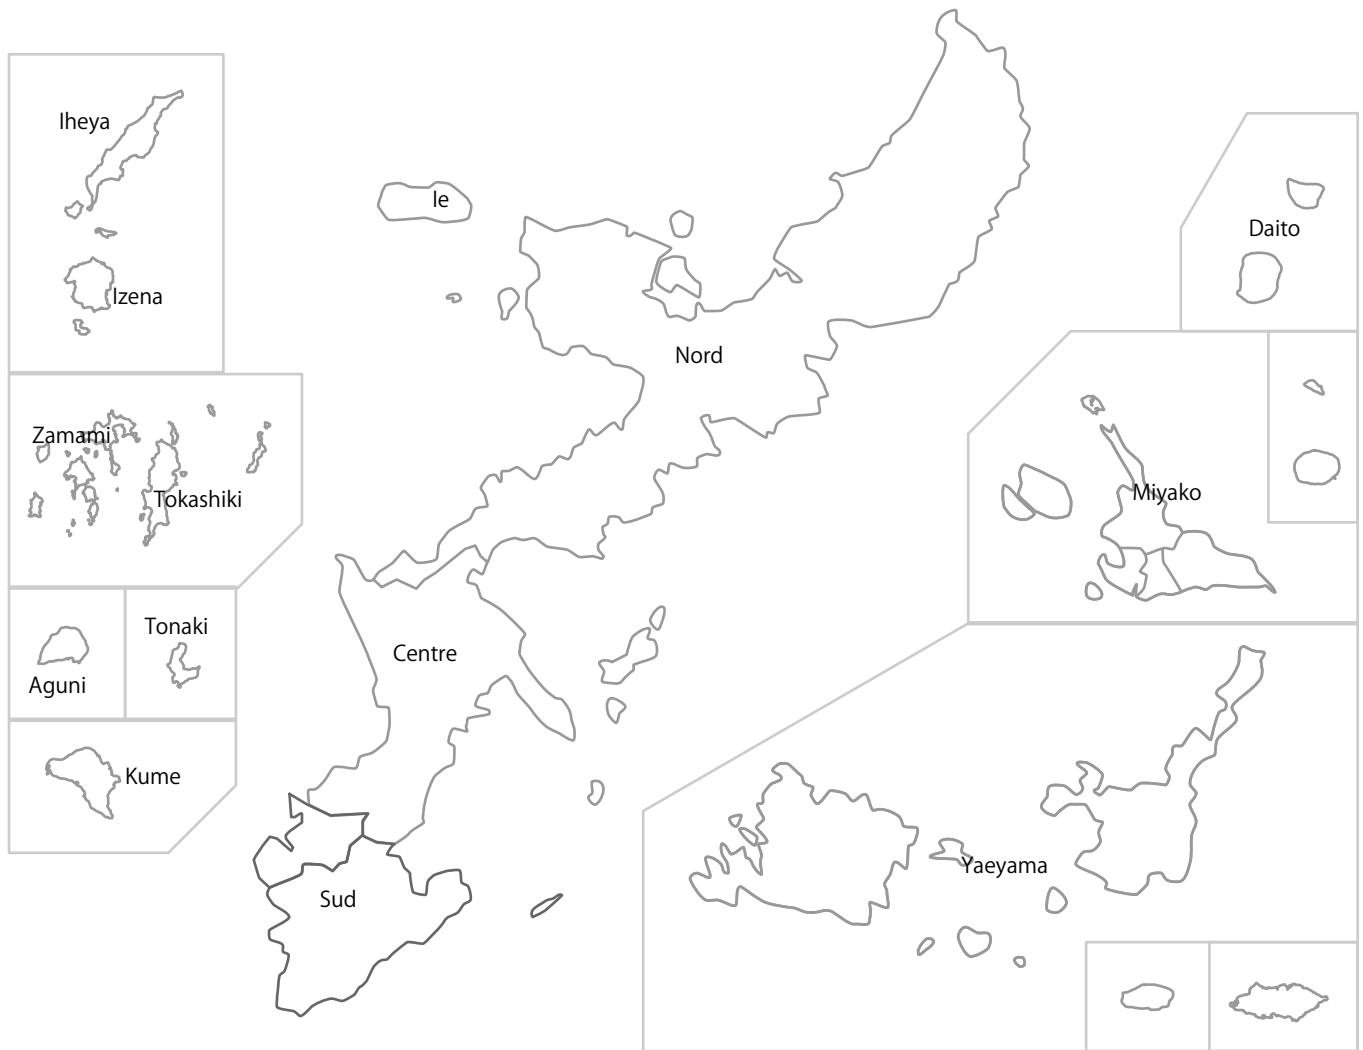 Iheya
Ie
Daito
Izena
Nord
Zamami
Tokashiki
Miyako
Tonaki
Centre
Aguni
Kume
Yaeyama
Sud